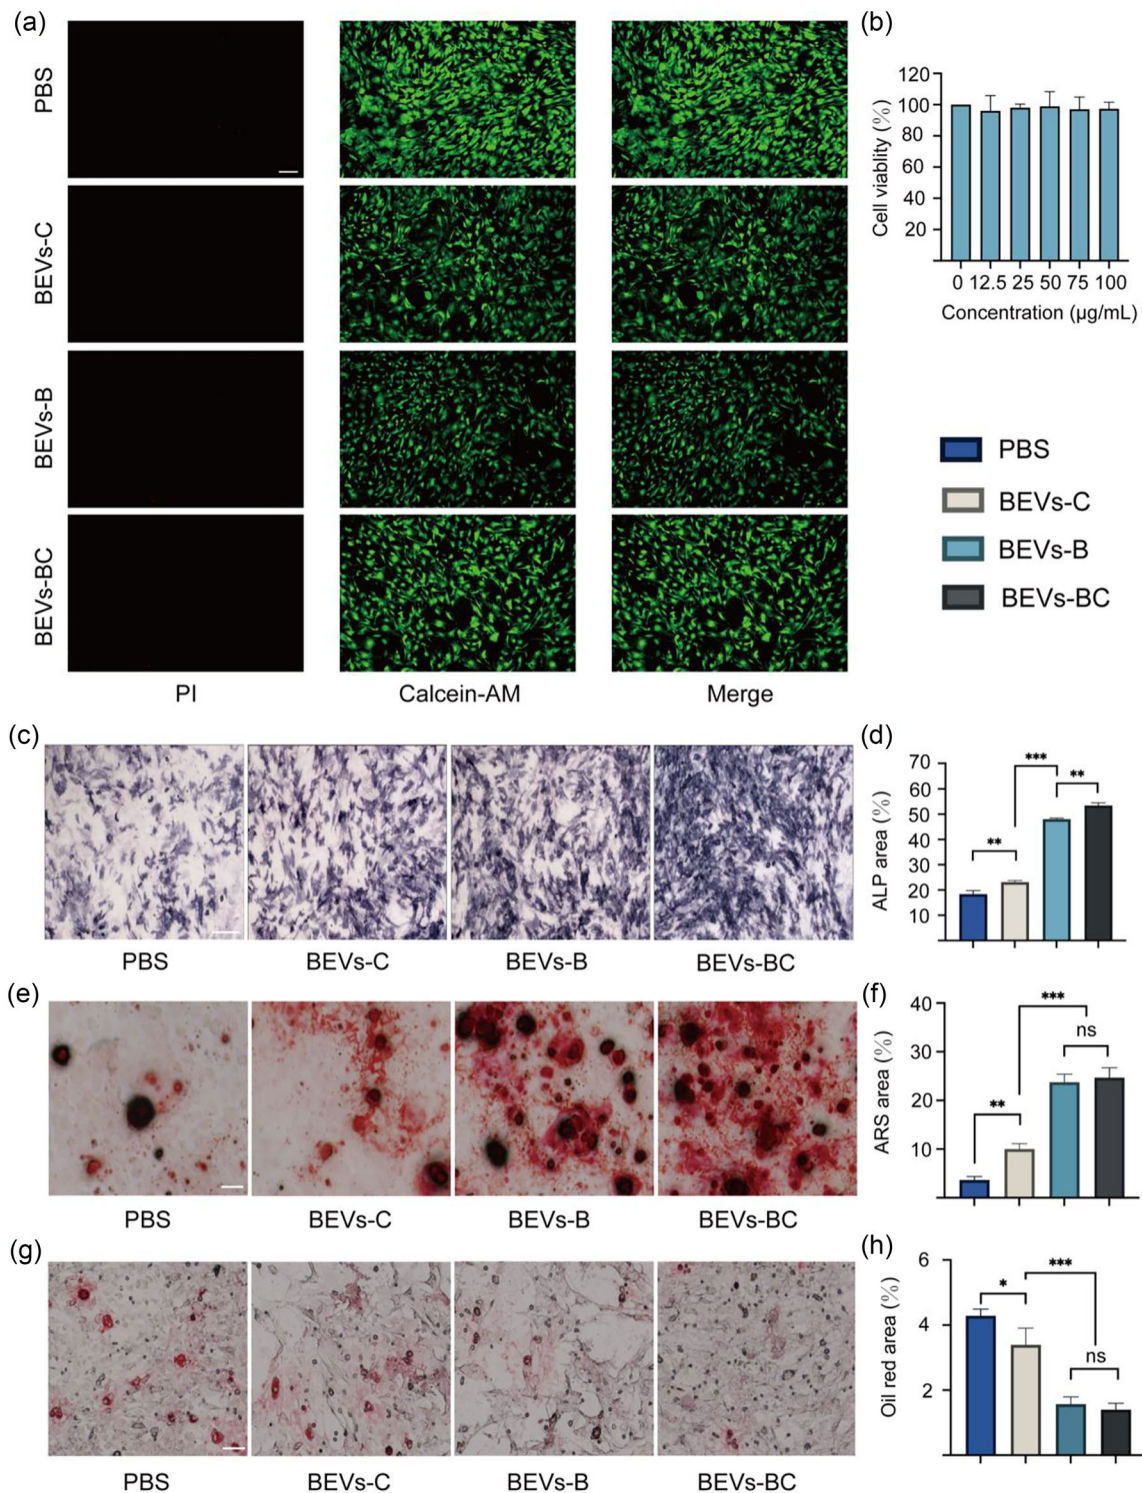 (a)
PBS
BEVs-C
BEVs-B
BEVs-BC
PI
Calcein-AM
Merge
(b)
120
100
80
60
40
20
Cell viablity (%)
0 12.5 25 50 75 100
Concentration (µg/mL)
PBS
BEVs-C
BEVs-B
BEVs-BC
(c)
PBS
BEVs-C
BEVs-B
BEVs-BC
(d)
70
60
50
40
30
20
10
ALP area (%)
**
***
**
(e)
PBS
BEVs-C
BEVs-B
BEVs-BC
(f)
40
30
20
10
ARS area (%)
**
***
ns
(g)
PBS
BEVs-C
BEVs-B
BEVs-BC
(h)
6
4
2
Oil red area (%)
*
***
ns